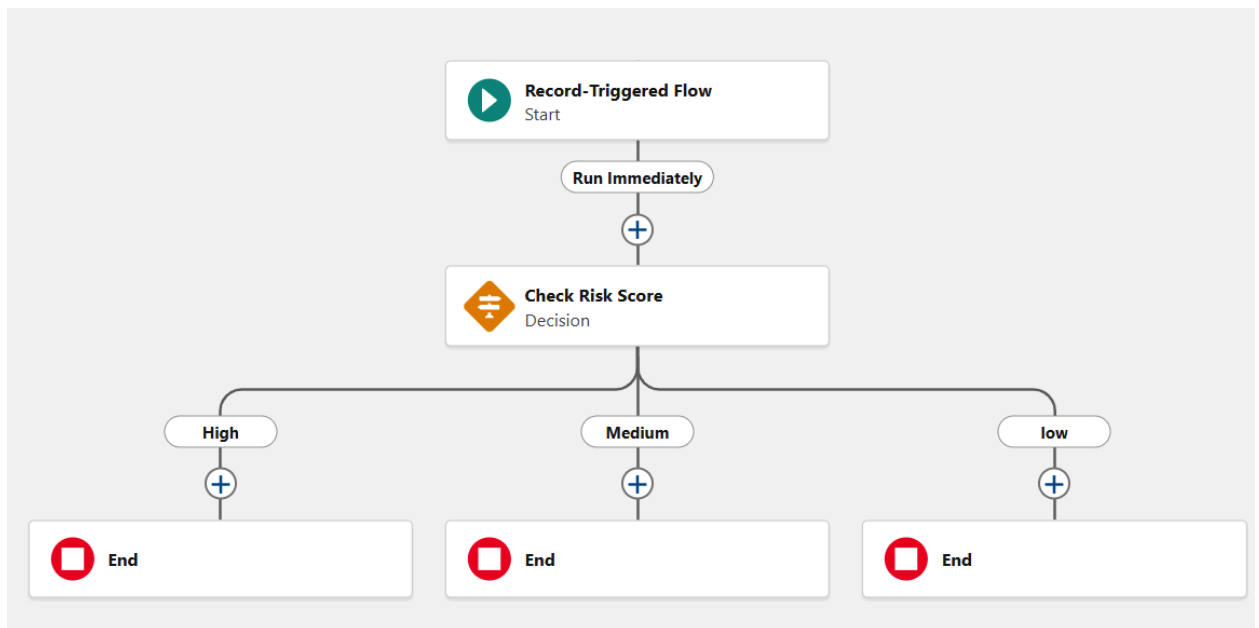 Record-Triggered Flow
Start
Run Immediately
Check Risk Score
Decision
High
Medium
low
End
End
End